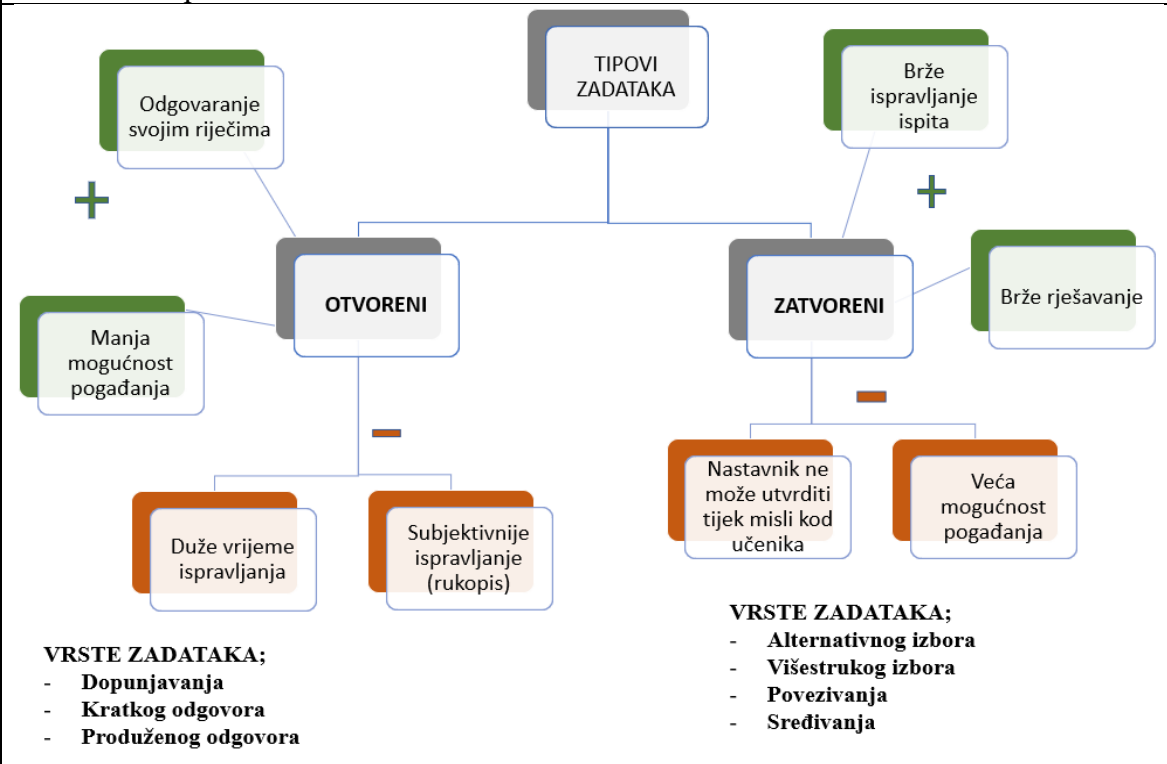 TIPOVI
ZADATAKA
Odgovaranje
svojim riječima
Brže
ispravljanje
ispita
+
+
OTVORENI
ZATVORENI
Brže rješavanje
Manja
mogućnost
pogađanja
-
-
Duže vrijeme
ispravljanja
Subjektivnije
ispravljanje
(rukopis)
Nastavnik ne
može utvrditi
tijek misli kod
učenika
Veća
mogućnost
pogađanja
VRSTE ZADATAKA;
- Dopunjavanja
- Kratkog odgovora
- Produženog odgovora
VRSTE ZADATAKA;
- Alternativnog izbora
- Višestrukog izbora
- Povezivanja
- Sređivanja